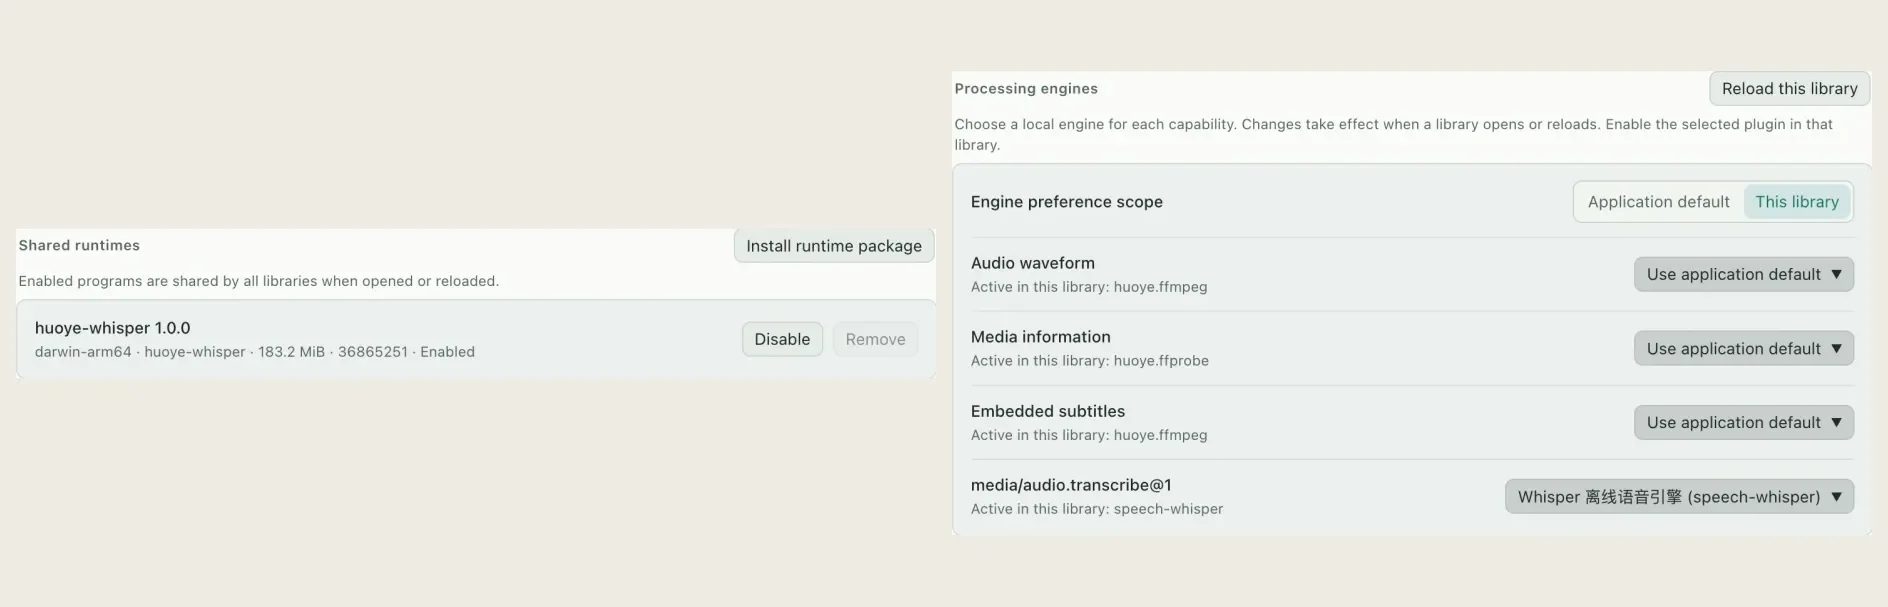 Shared runtimes
Install runtime package
Enabled programs are shared by all libraries when opened or reloaded.
huoye-whisper 1.0.0
darwin-arm64 · huoye-whisper · 183.2 MiB · 36865251 · Enabled
Disable
Remove
Processing engines
Reload this library
Choose a local engine for each capability. Changes take effect when a library opens or reloads. Enable the selected plugin in that
library.
Engine preference scope
Application default
This library
Audio waveform
Active in this library: huoye.ffmpeg
Use application default ▼
Media information
Active in this library: huoye.ffprobe
Use application default ▼
Embedded subtitles
Active in this library: huoye.ffmpeg
Use application default ▼
media/audio.transcribe@1
Active in this library: speech-whisper
Whisper 离线语音引擎 (speech-whisper) ▼